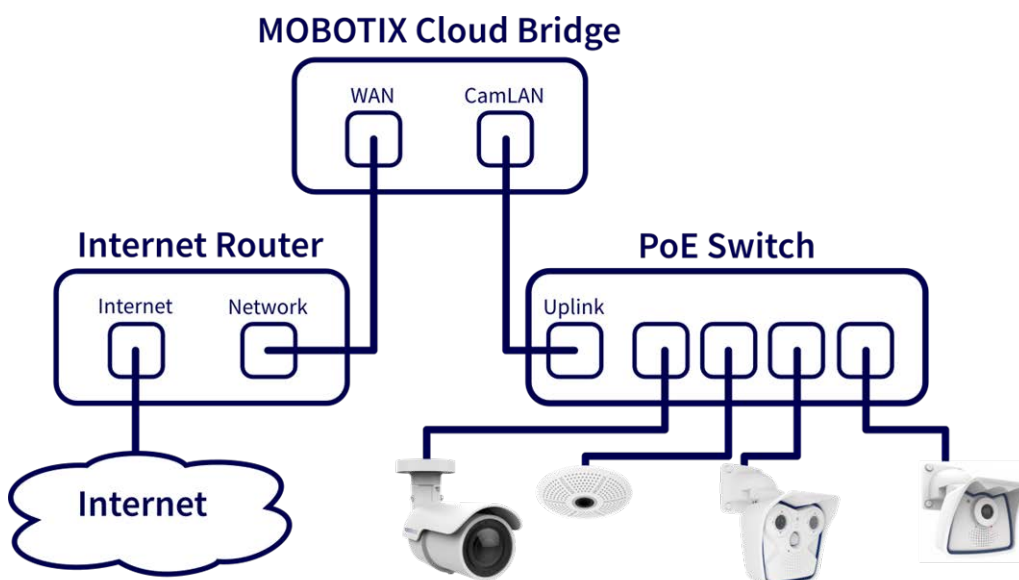 MOBOTIX Cloud Bridge
WAN
CamLAN
Internet Router
Internet
Network
PoE Switch
Uplink
Internet